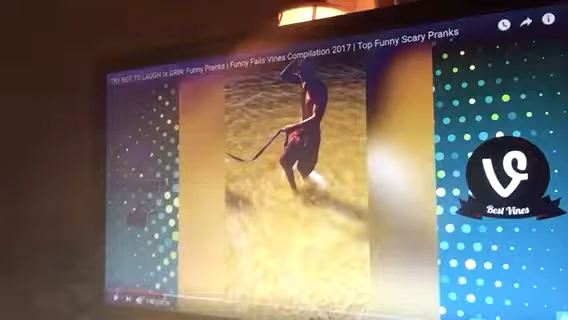 TRY NOT TO LAUGH or GRIN: Funny Pranks | Funny Fails Vines Compilation 2017 | Top Funny Scary Pranks
Best Vines